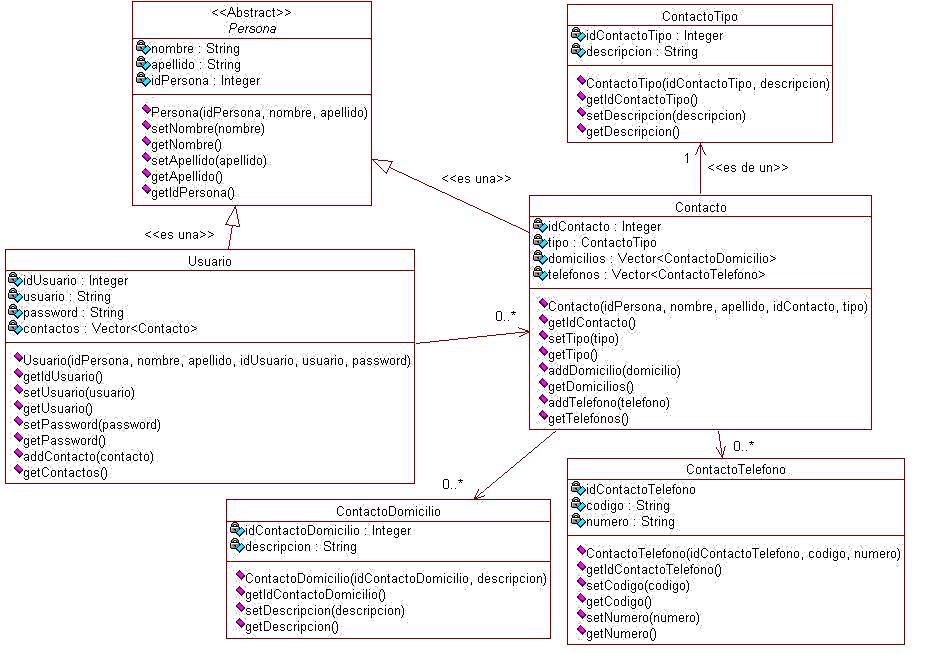 <<Abstract>>
Persona
nombre : String
apellido : String
idPersona : Integer
Persona(idPersona, nombre, apellido)
setNombre(nombre)
getNombre()
setApellido(apellido)
getApellido()
getIdPersona()
ContactoTipo
idContactoTipo : Integer
descripcion : String
ContactoTipo(idContactoTipo, descripcion)
getIdContactoTipo()
setDescripcion(descripcion)
getDescripcion()
1
<<es de un>>
<<es una>>
<<es una>>
Contacto
idContacto : Integer
tipo : ContactoTipo
domicilios : Vector<ContactoDomicilio>
telefonos : Vector<ContactoTelefono>
Contacto(idPersona, nombre, apellido, idContacto, tipo)
getIdContacto()
setTipo(tipo)
getTipo()
addDomicilio(domicilio)
getDomicilios()
addTelefono(telefono)
getTelefonos()
Usuario
idUsuario : Integer
usuario : String
password : String
contactos : Vector<Contacto>
Usuario(idPersona, nombre, apellido, idUsuario, usuario, password)
getIdUsuario()
setUsuario(usuario)
getUsuario()
setPassword(password)
getPassword()
addContacto(contacto)
getContactos()
0..*
0..*
0..*
ContactoDomicilio
idContactoDomicilio : Integer
descripcion : String
ContactoDomicilio(idContactoDomicilio, descripcion)
getIdContactoDomicilio()
setDescripcion(descripcion)
getDescripcion()
ContactoTelefono
idContactoTelefono
codigo : String
numero : String
ContactoTelefono(idContactoTelefono, codigo, numero)
getIdContactoTelefono()
setCodigo(codigo)
getCodigo()
setNumero(numero)
getNumero()